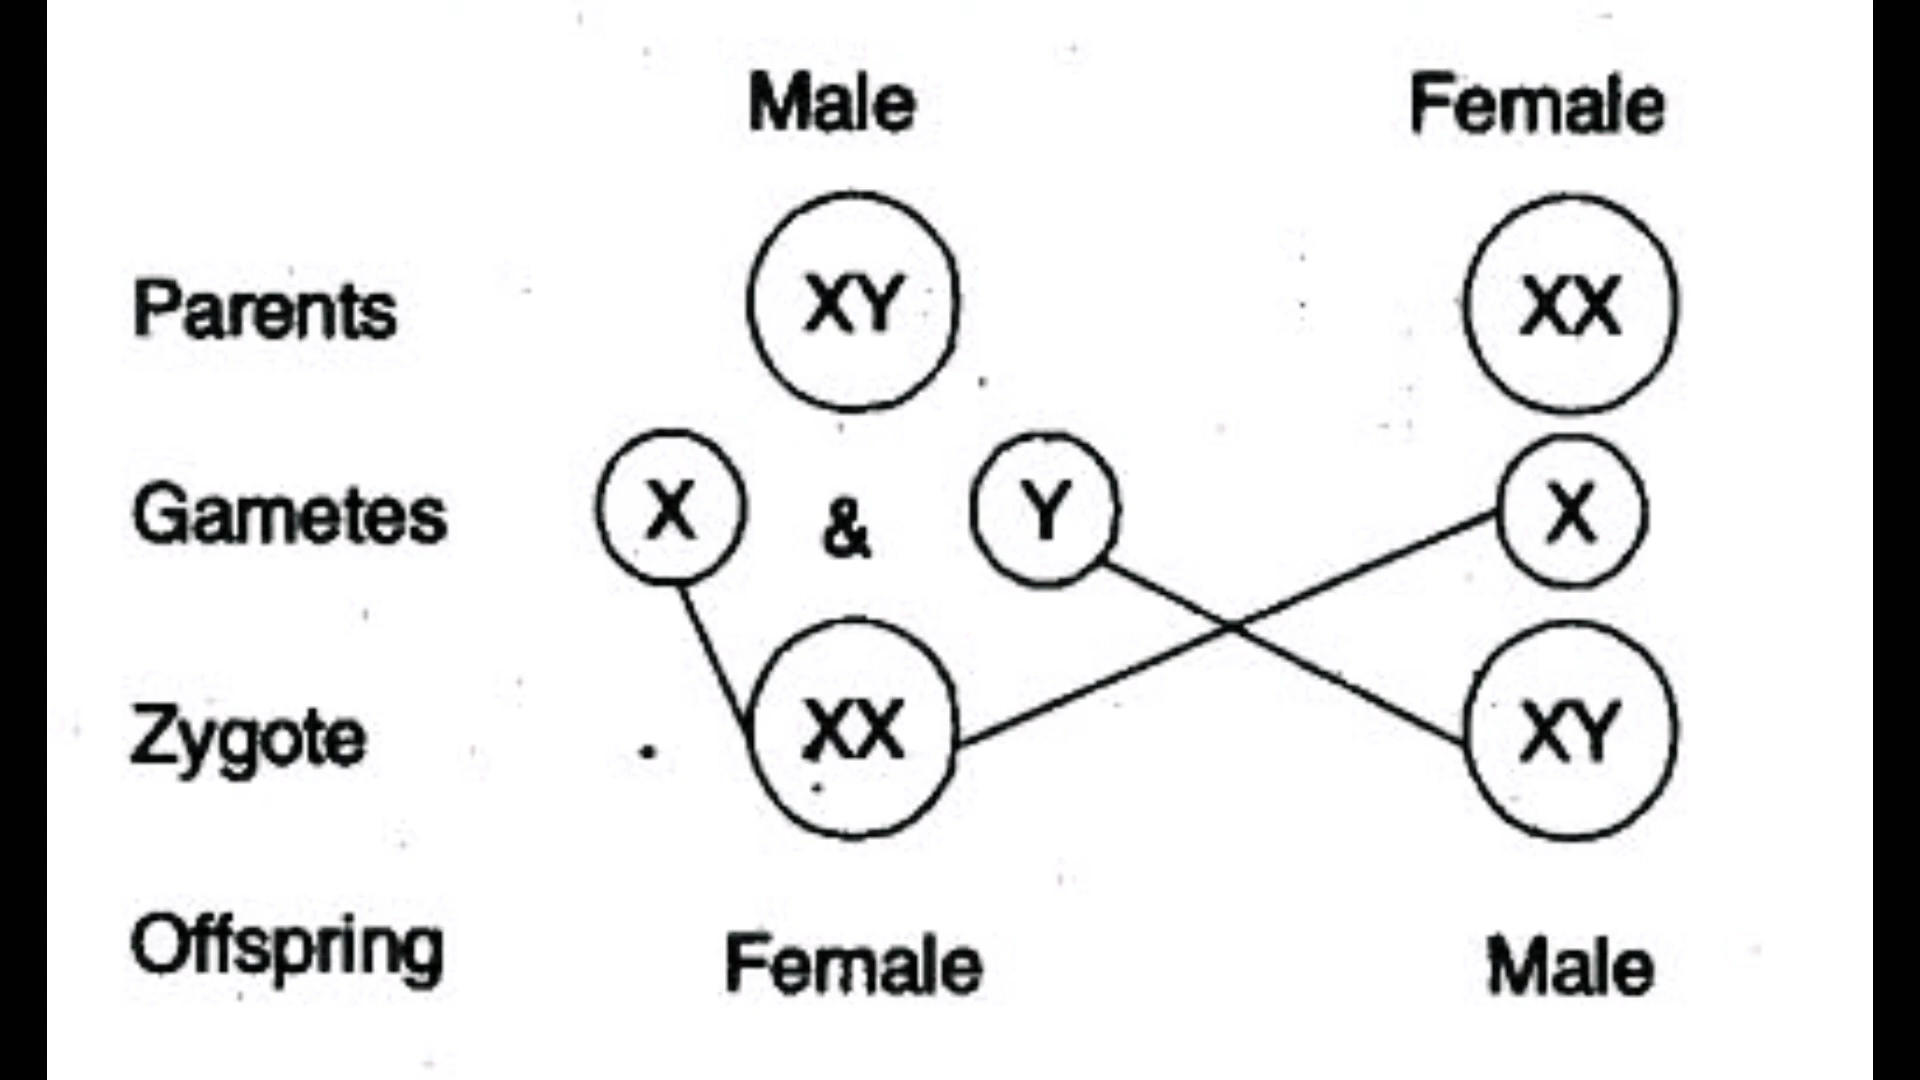 Male Female
Parents XY XX
Gametes X & Y X
Zygote XX XY
Offspring Female Male